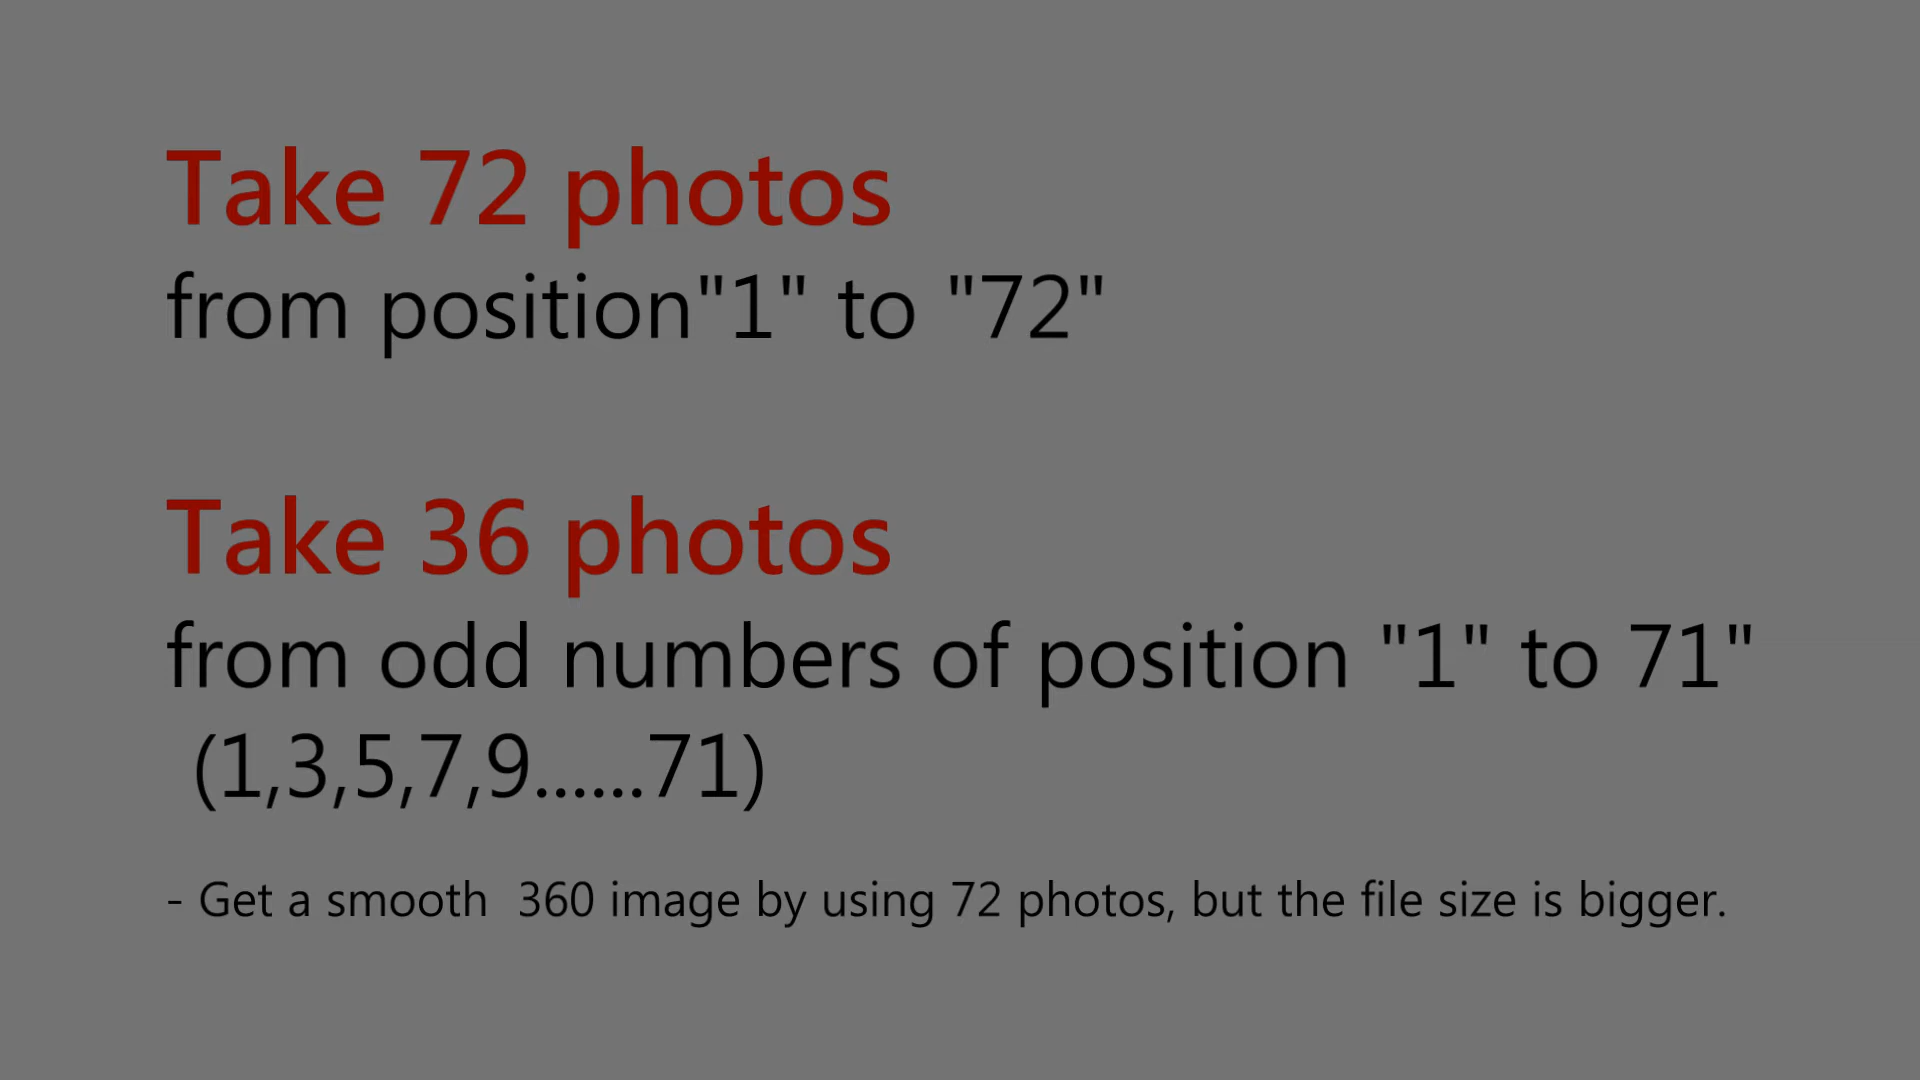 Take 72 photos
from position"1" to "72"
Take 36 photos
from odd numbers of position "1" to 71"
(1,3,5,7,9......71)
- Get a smooth  360 image by using 72 photos, but the file size is bigger.